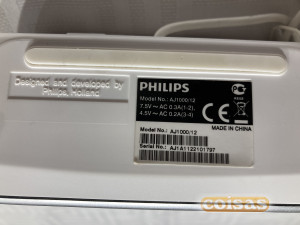 Designed and developed by
Philips, Holland
PHILIPS
Model No.: AJ1000/12
7.5V ~ AC 0.3A(1-2),
4.5V ~ AC 0.2A(3-4)
MADE IN CHINA
Model No.: AJ1000/12
Serial No.: AJ1A1122101797
coisas